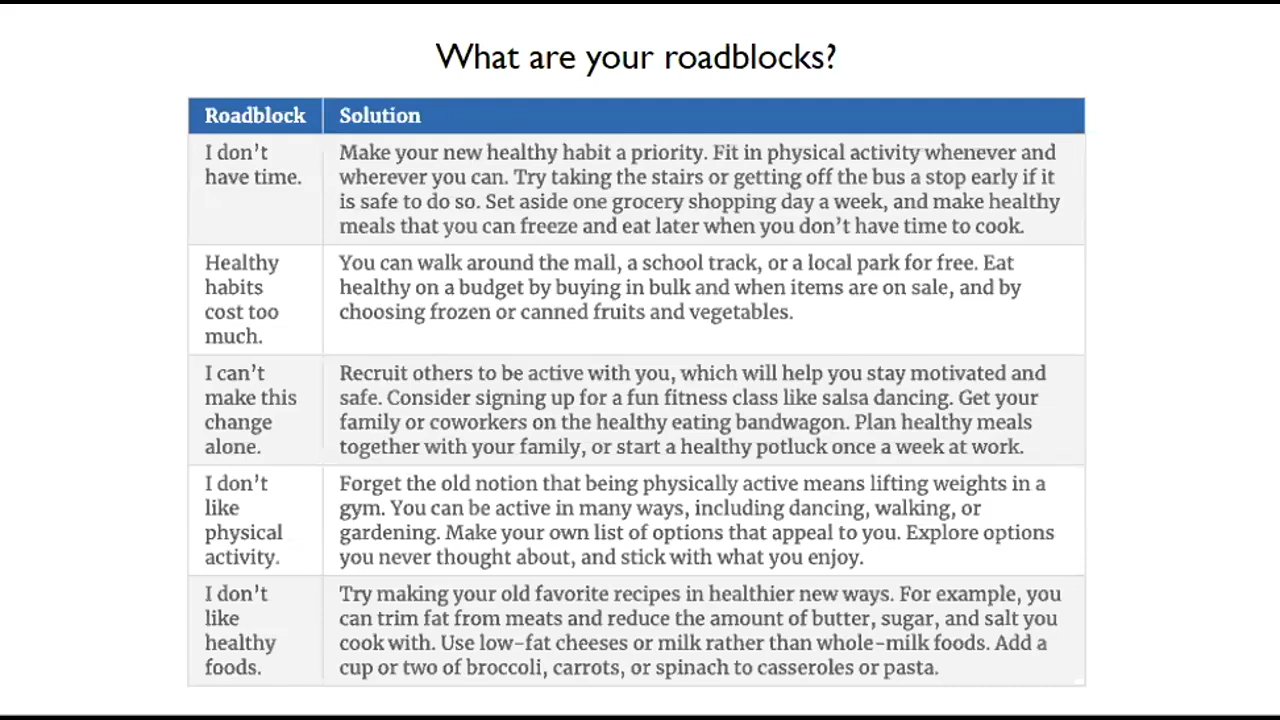 What are your roadblocks?
Roadblock
Solution
I don’t
have time.
Make your new healthy habit a priority. Fit in physical activity whenever and
wherever you can. Try taking the stairs or getting off the bus a stop early if it
is safe to do so. Set aside one grocery shopping day a week, and make healthy
meals that you can freeze and eat later when you don’t have time to cook.
Healthy
habits
cost too
much.
You can walk around the mall, a school track, or a local park for free. Eat
healthy on a budget by buying in bulk and when items are on sale, and by
choosing frozen or canned fruits and vegetables.
I can’t
make this
change
alone.
Recruit others to be active with you, which will help you stay motivated and
safe. Consider signing up for a fun fitness class like salsa dancing. Get your
family or coworkers on the healthy eating bandwagon. Plan healthy meals
together with your family, or start a healthy potluck once a week at work.
I don’t
like
physical
activity.
Forget the old notion that being physically active means lifting weights in a
gym. You can be active in many ways, including dancing, walking, or
gardening. Make your own list of options that appeal to you. Explore options
you never thought about, and stick with what you enjoy.
I don’t
like
healthy
foods.
Try making your old favorite recipes in healthier new ways. For example, you
can trim fat from meats and reduce the amount of butter, sugar, and salt you
cook with. Use low-fat cheeses or milk rather than whole-milk foods. Add a
cup or two of broccoli, carrots, or spinach to casseroles or pasta.